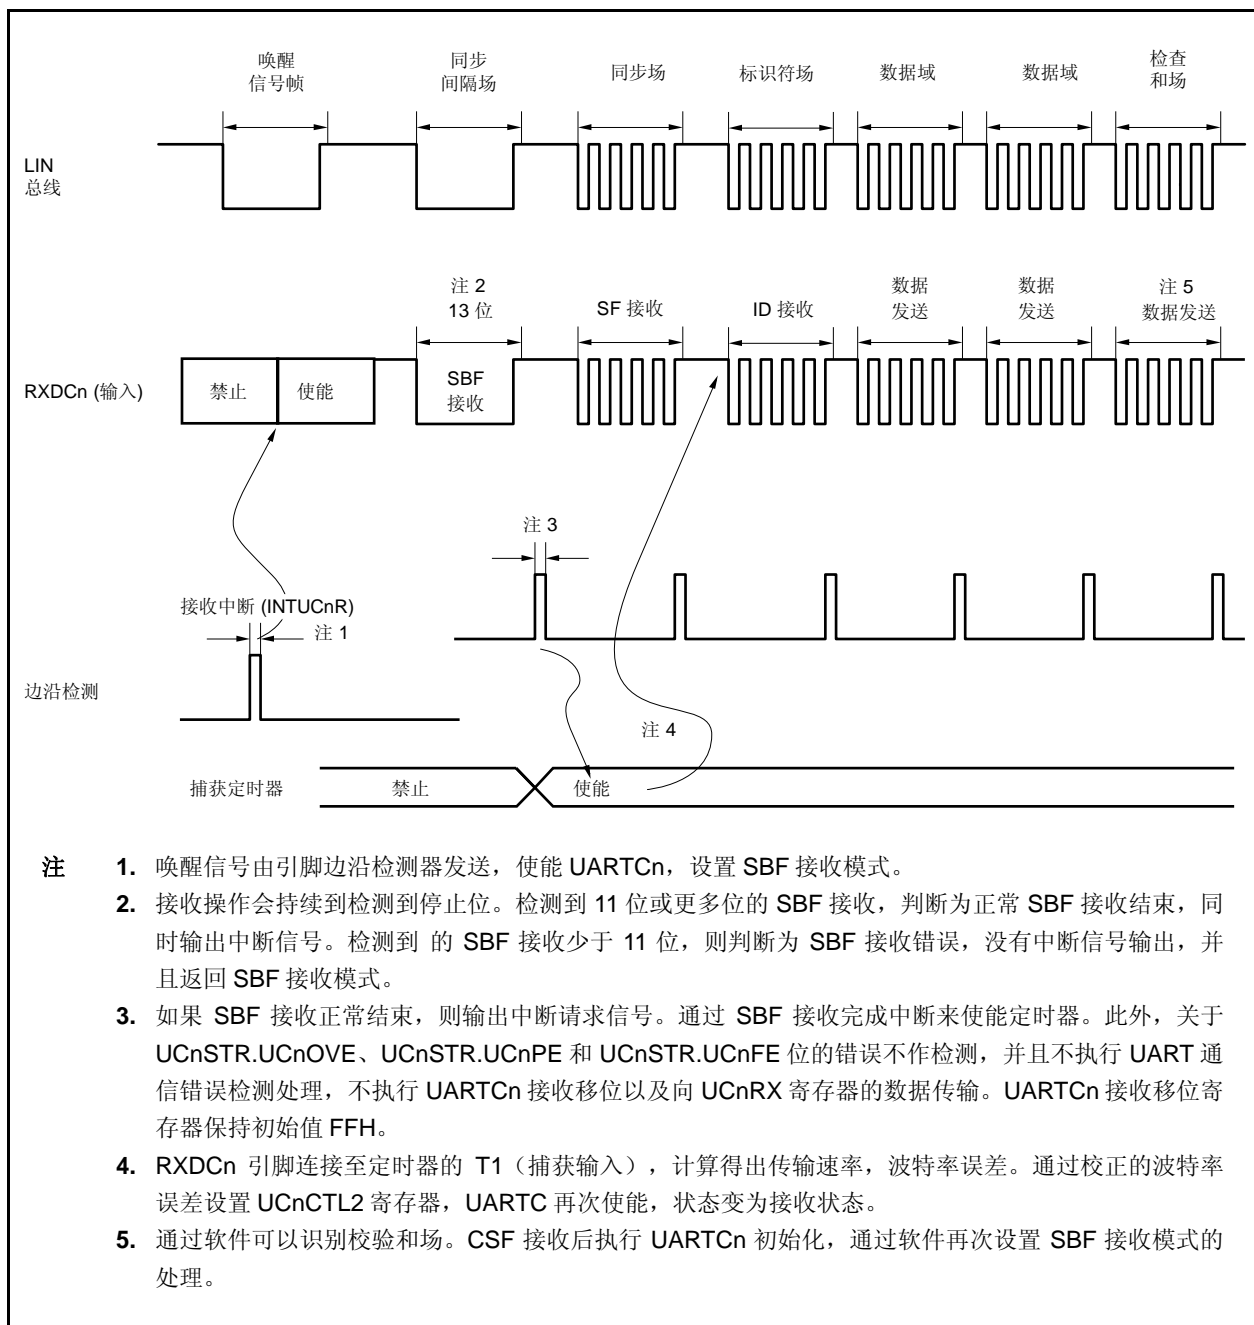 唤醒
信号帧
同步
间隔场
同步场
标识符场
数据域
数据域
检查
和场
LIN
总线
注 2
13 位
SF 接收
ID 接收
数据
发送
数据
发送
注 5
数据发送
RXDCn (输入)
禁止
使能
SBF
接收
注 3
接收中断 (INTUCnR)
注 1
边沿检测
注 4
捕获定时器
禁止
使能
注 1. 唤醒信号由引脚边沿检测器发送，使能 UARTCn，设置 SBF 接收模式。
2. 接收操作会持续到检测到停止位。检测到 11 位或更多位的 SBF 接收，判断为正常 SBF 接收结束，同
时输出中断信号。检测到 的 SBF 接收少于 11 位，则判断为 SBF 接收错误，没有中断信号输出，并
且返回 SBF 接收模式。
3. 如果 SBF 接收正常结束，则输出中断请求信号。通过 SBF 接收完成中断来使能定时器。此外，关于
UCnSTR.UCnOVE、UCnSTR.UCnPE 和 UCnSTR.UCnFE 位的错误不作检测，并且不执行 UART 通
信错误检测处理，不执行 UARTCn 接收移位以及向 UCnRX 寄存器的数据传输。UARTCn 接收移位寄
存器保持初始值 FFH。
4. RXDCn 引脚连接至定时器的 T1（捕获输入），计算得出传输速率，波特率误差。通过校正的波特率
误差设置 UCnCTL2 寄存器，UARTC 再次使能，状态变为接收状态。
5. 通过软件可以识别校验和场。CSF 接收后执行 UARTCn 初始化，通过软件再次设置 SBF 接收模式的
处理。